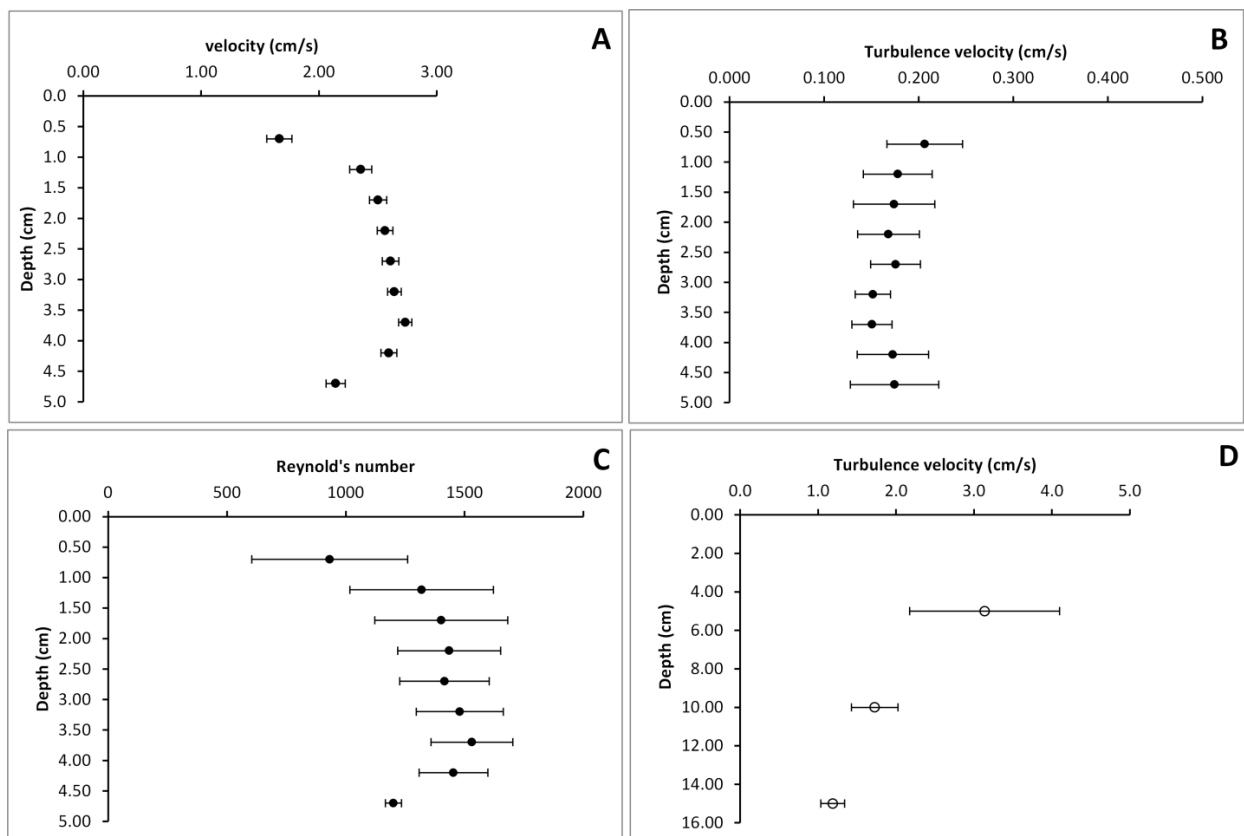 velocity (cm/s)
A
0.00 1.00 2.00 3.00
0.0
0.5
1.0
1.5
2.0
2.5
3.0
3.5
4.0
4.5
5.0
Depth (cm)
Turbulence velocity (cm/s)
B
0.000 0.100 0.200 0.300 0.400 0.500
0.00
0.50
1.00
1.50
2.00
2.50
3.00
3.50
4.00
4.50
5.00
Depth (cm)
Reynold's number
C
0 500 1000 1500 2000
0.00
0.50
1.00
1.50
2.00
2.50
3.00
3.50
4.00
4.50
5.00
Depth (cm)
Turbulence velocity (cm/s)
D
0.0 1.0 2.0 3.0 4.0 5.0
0.00
2.00
4.00
6.00
8.00
10.00
12.00
14.00
16.00
Depth (cm)